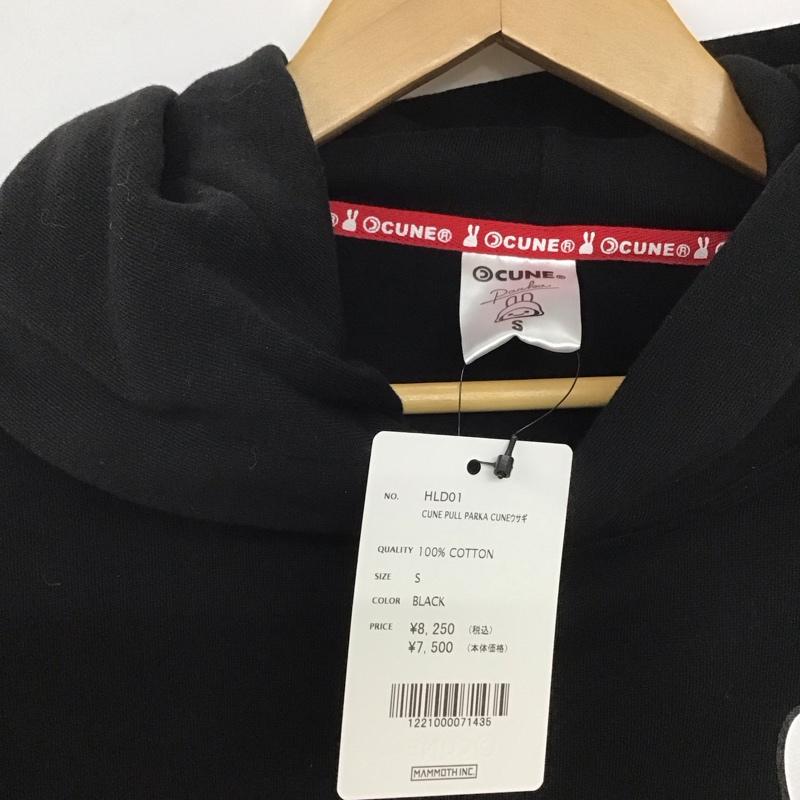 CUNE® CUNE® CUNE®
CUNE®
Parka
S
NO. HLD01
CUNE PULL PARKA CUNEウサギ
QUALITY 100% COTTON
SIZE S
COLOR BLACK
PRICE ¥8,250 (税込)
¥7,500 (本体価格)
1221000071435
MAMMOTH INC.